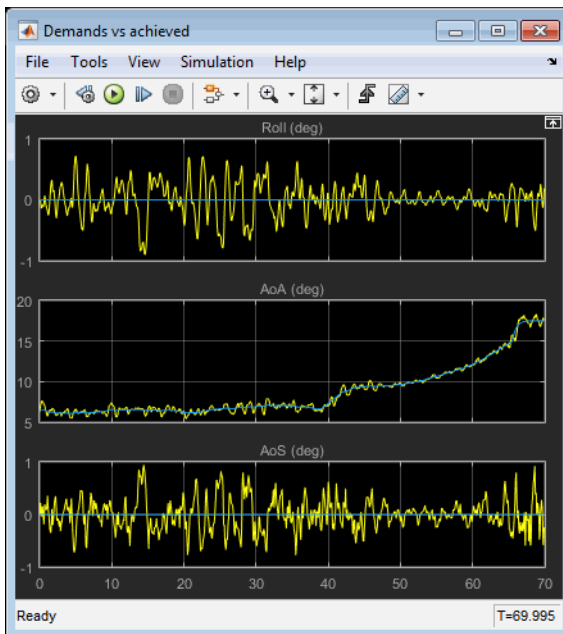 Demands vs achieved
File Tools View Simulation Help
Roll (deg)
1
0
-1
AoA (deg)
20
15
10
5
AoS (deg)
1
0
-1
0 10 20 30 40 50 60 70
Ready T=69.995